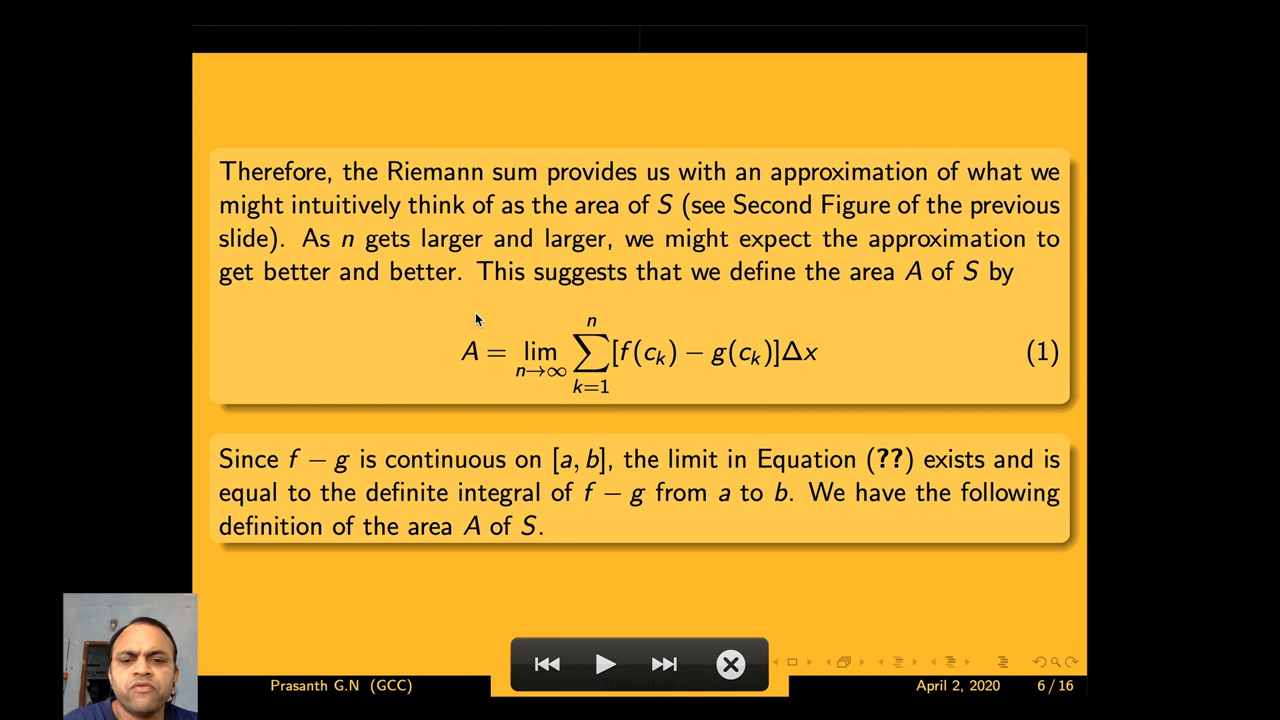 Therefore, the Riemann sum provides us with an approximation of what we
might intuitively think of as the area of S (see Second Figure of the previous
slide). As n gets larger and larger, we might expect the approximation to
get better and better. This suggests that we define the area A of S by
A = lim_{n→∞} ∑_{k=1}^{n} [f(c_k) − g(c_k)]Δx (1)
Since f − g is continuous on [a, b], the limit in Equation (??) exists and is
equal to the definite integral of f − g from a to b. We have the following
definition of the area A of S.
Prasanth G.N (GCC) April 2, 2020 6 / 16